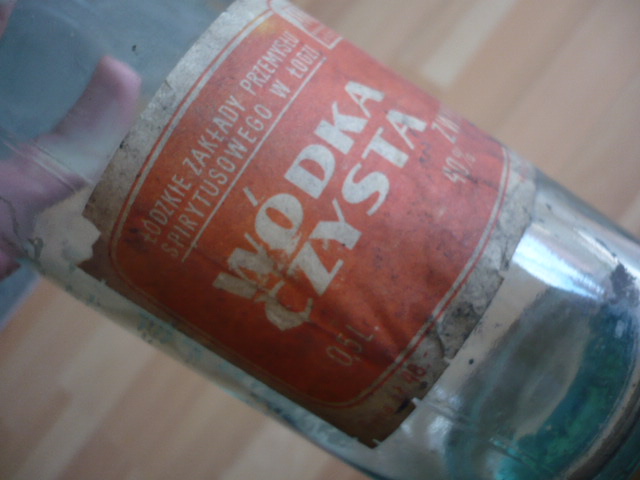 ŁÓDZKIE ZAKŁADY PRZEMYSŁU
SPIRYTUSOWEGO W ŁODZI
WÓDKA
CZYSTA
40%
0,5 L